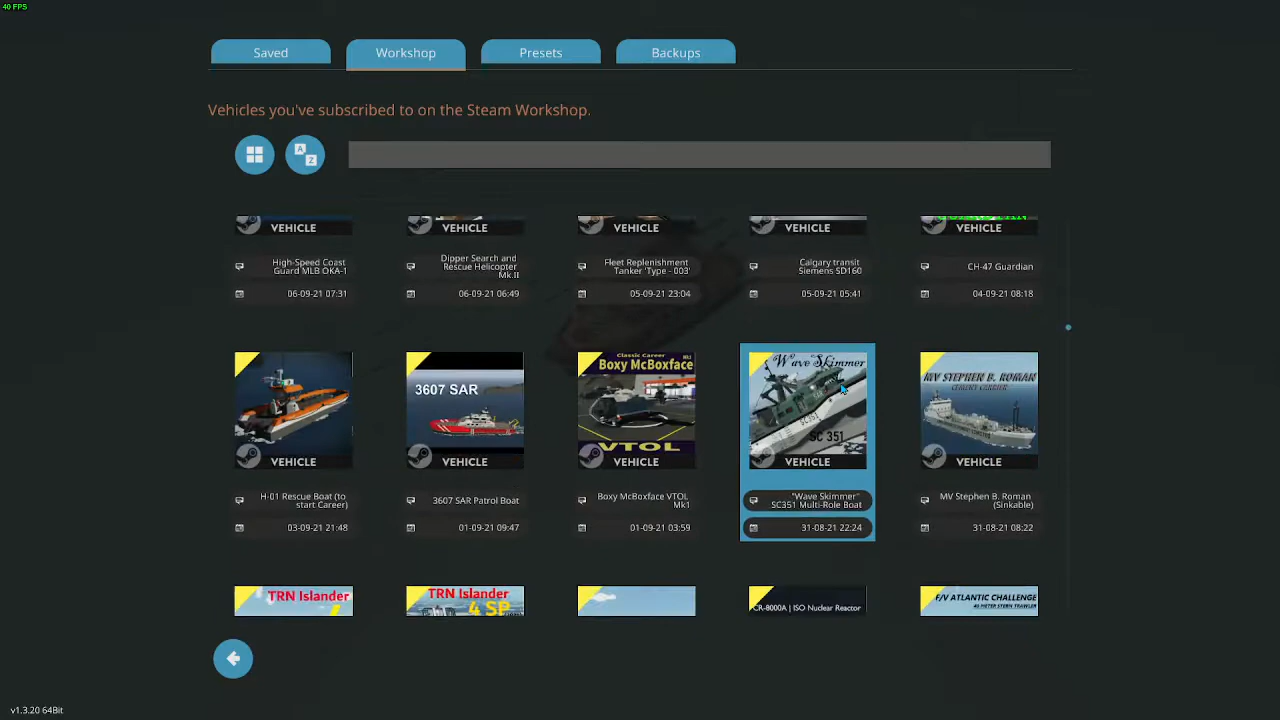 40 FPS
Saved
Workshop
Presets
Backups
Vehicles you've subscribed to on the Steam Workshop.
A
Z
VEHICLE
VEHICLE
VEHICLE
VEHICLE
VEHICLE
High-Speed Coast
Guard MLB OKA-1
Dipper Search and
Rescue Helicopter
Mk.II
Fleet Replenishment
Tanker 'Type - 003'
Calgary transit
Siemens SD160
CH-47 Guardian
06-09-21 07:31
06-09-21 06:49
05-09-21 23:04
05-09-21 05:41
04-09-21 08:18
3607 SAR
Classic Career
Boxy McBoxface
VTOL
Wave Skimmer
SC351
SC 351
MV STEPHEN B. ROMAN
CEMENT CARRIER
VEHICLE
VEHICLE
VEHICLE
VEHICLE
VEHICLE
H-01 Rescue Boat (to
start Career)
3607 SAR Patrol Boat
Boxy McBoxface VTOL
Mk1
"Wave Skimmer"
SC351 Multi-Role Boat
MV Stephen B. Roman
(Sinkable)
03-09-21 21:48
01-09-21 09:47
01-09-21 03:59
31-08-21 22:24
31-08-21 08:22
TRN Islander
TRN Islander
4 SP
CR-8000A | ISO Nuclear Reactor
F/V ATLANTIC CHALLENGE
45 METER STERN TRAWLER
v1.3.20 64Bit